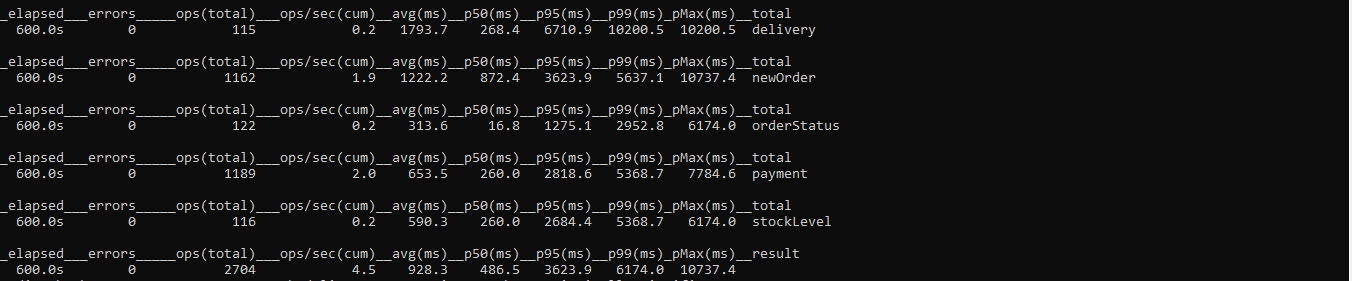 _elapsed___errors_____ops(total)___ops/sec(cum)__avg(ms)__p50(ms)__p95(ms)__p99(ms)_pMax(ms)__total
600.0s 0 115 0.2 1793.7 268.4 6710.9 10200.5 10200.5 delivery
_elapsed___errors_____ops(total)___ops/sec(cum)__avg(ms)__p50(ms)__p95(ms)__p99(ms)_pMax(ms)__total
600.0s 0 1162 1.9 1222.2 872.4 3623.9 5637.1 10737.4 newOrder
_elapsed___errors_____ops(total)___ops/sec(cum)__avg(ms)__p50(ms)__p95(ms)__p99(ms)_pMax(ms)__total
600.0s 0 122 0.2 313.6 16.8 1275.1 2952.8 6174.0 orderStatus
_elapsed___errors_____ops(total)___ops/sec(cum)__avg(ms)__p50(ms)__p95(ms)__p99(ms)_pMax(ms)__total
600.0s 0 1189 2.0 653.5 260.0 2818.6 5368.7 7784.6 payment
_elapsed___errors_____ops(total)___ops/sec(cum)__avg(ms)__p50(ms)__p95(ms)__p99(ms)_pMax(ms)__total
600.0s 0 116 0.2 590.3 260.0 2684.4 5368.7 6174.0 stockLevel
_elapsed___errors_____ops(total)___ops/sec(cum)__avg(ms)__p50(ms)__p95(ms)__p99(ms)_pMax(ms)__result
600.0s 0 2704 4.5 928.3 486.5 3623.9 6174.0 10737.4